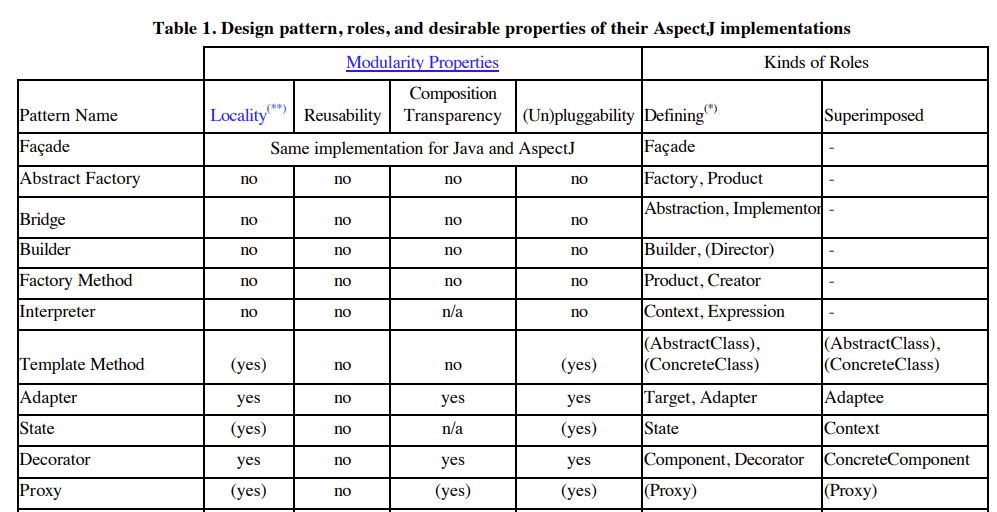 Table 1. Design pattern, roles, and desirable properties of their AspectJ implementations
Modularity Properties Kinds of Roles
Pattern Name Locality(**) Reusability Composition Transparency (Un)pluggability Defining(*) Superimposed
Façade Same implementation for Java and AspectJ Façade -
Abstract Factory no no no no Factory, Product -
Bridge no no no no Abstraction, Implementor -
Builder no no no no Builder, (Director) -
Factory Method no no no no Product, Creator -
Interpreter no no n/a no Context, Expression -
Template Method (yes) no no (yes) (AbstractClass), (ConcreteClass) (AbstractClass), (ConcreteClass)
Adapter yes no yes yes Target, Adapter Adaptee
State (yes) no n/a (yes) State Context
Decorator yes no yes yes Component, Decorator ConcreteComponent
Proxy (yes) no (yes) (yes) (Proxy) (Proxy)